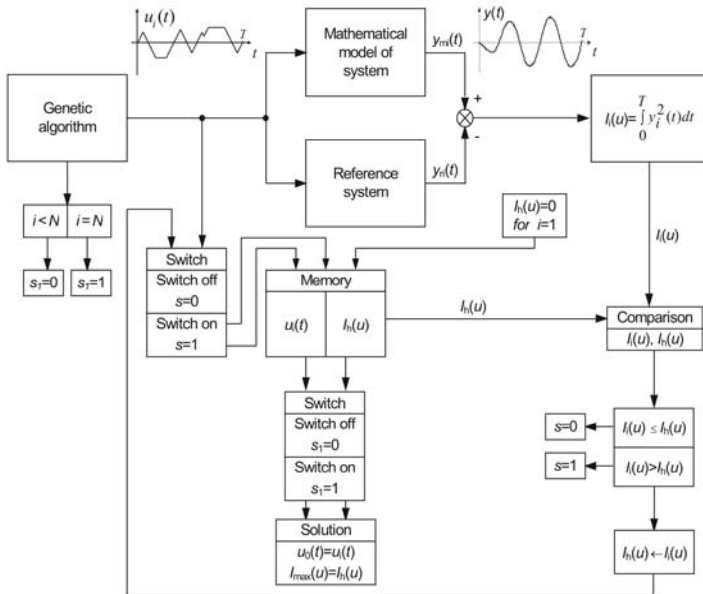 u_i(t)
T
t
Mathematical
model of
system
y_mi(t)
y(t)
T
t
Genetic
algorithm
+
-
I_i(u)=∫_0^T y_i^2(t)dt
Reference
system
y_ri(t)
i<N
i=N
s_1=0
s_1=1
I_h(u)=0
for i=1
I_i(u)
Switch
Switch off
s=0
Switch on
s=1
Memory
u_i(t)
I_h(u)
I_h(u)
Comparison
I_i(u), I_h(u)
Switch
Switch off
s_1=0
Switch on
s_1=1
s=0
I_i(u) ≤ I_h(u)
s=1
I_i(u)>I_h(u)
Solution
u_0(t)=u_i(t)
I_max(u)=I_h(u)
I_h(u)←I_i(u)